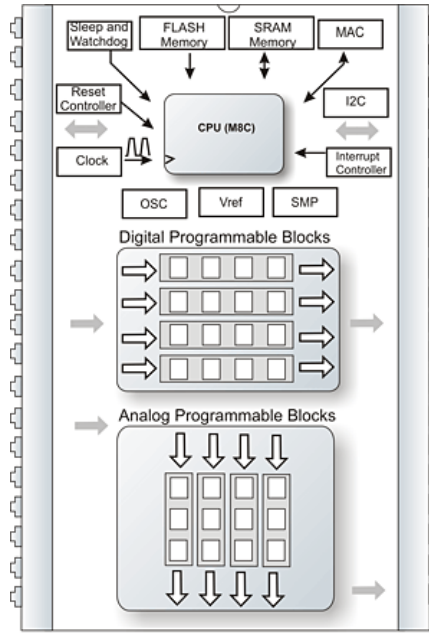 Sleep and
Watchdog
FLASH
Memory
SRAM
Memory
MAC
Reset
Controller
CPU (M8C)
I2C
Clock
Interrupt
Controller
OSC
Vref
SMP
Digital Programmable Blocks
Analog Programmable Blocks